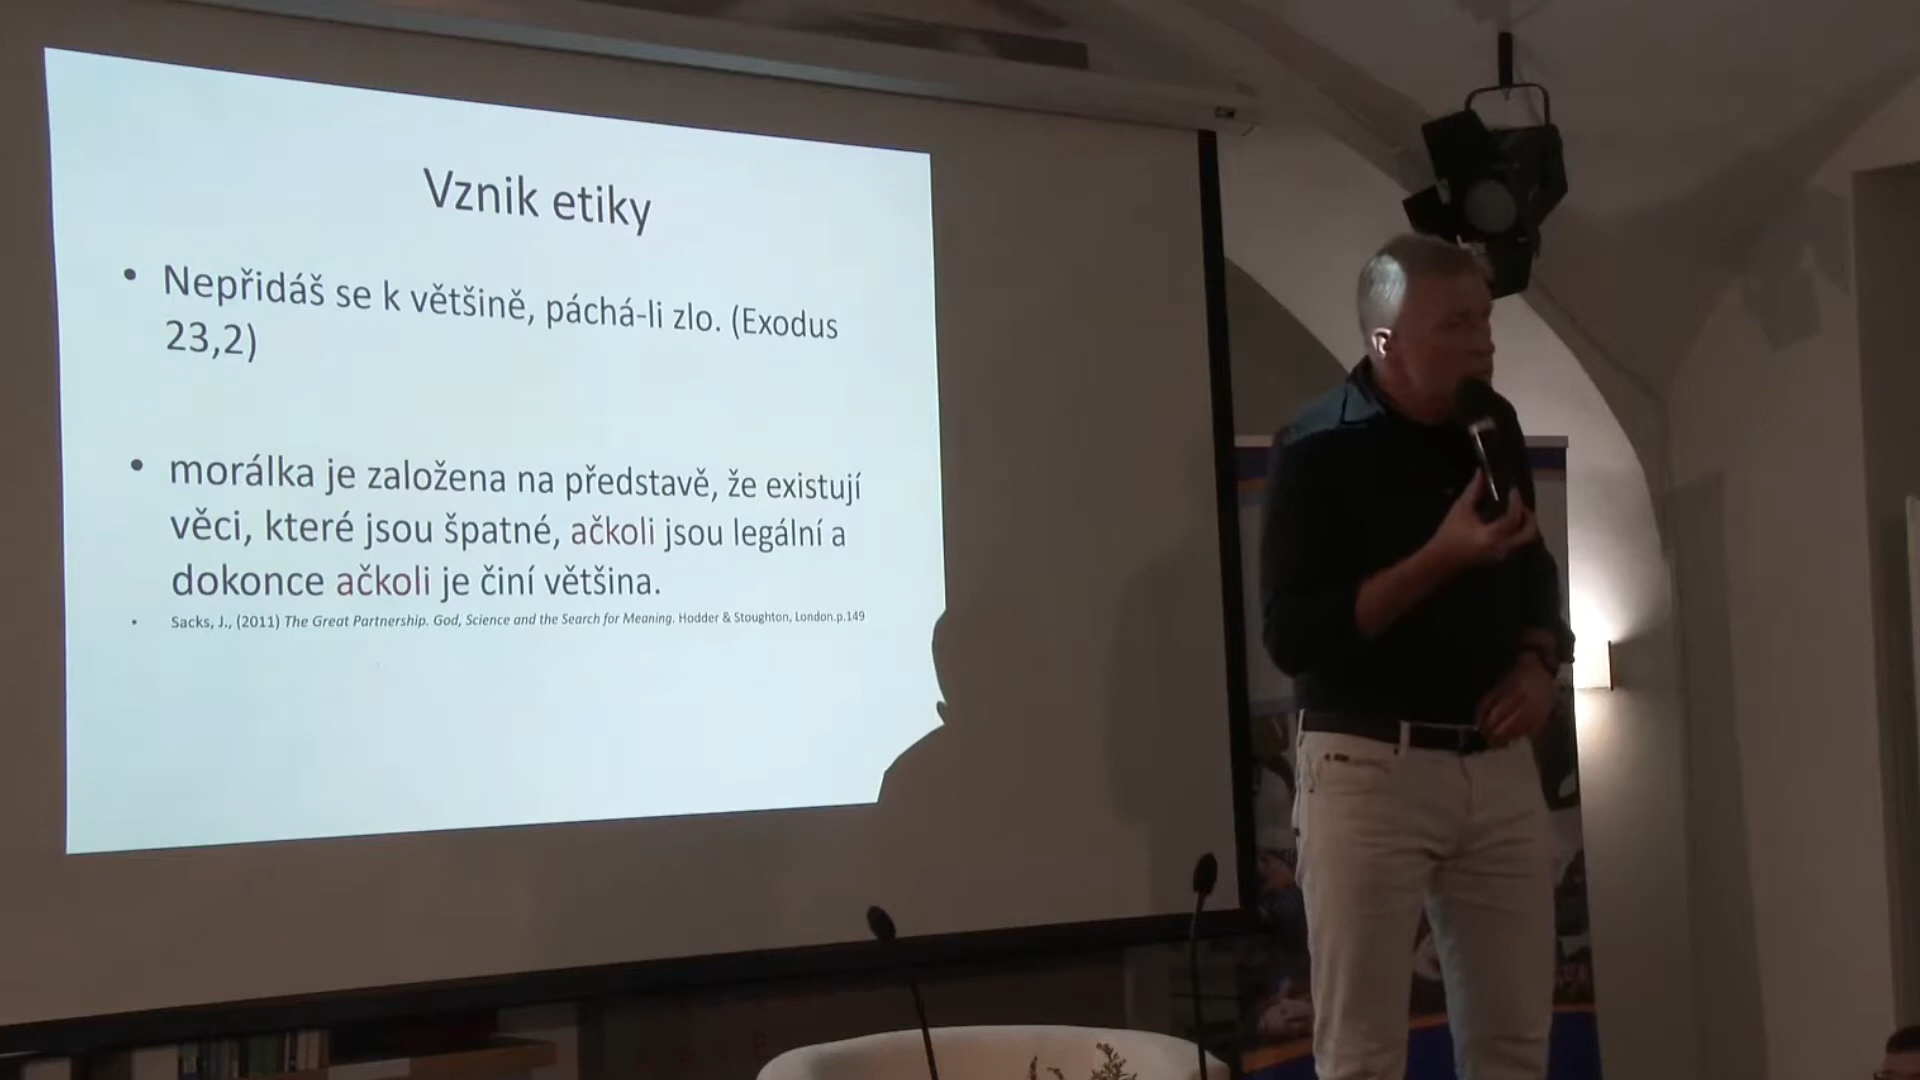 Vznik etiky
• Nepřidáš se k většině, páchá-li zlo. (Exodus
23,2)
• morálka je založena na představě, že existují
věci, které jsou špatné, ačkoli jsou legální a
dokonce ačkoli je činí většina.
• Sacks, J., (2011) The Great Partnership. God, Science and the Search for Meaning. Hodder & Stoughton, London.p.149